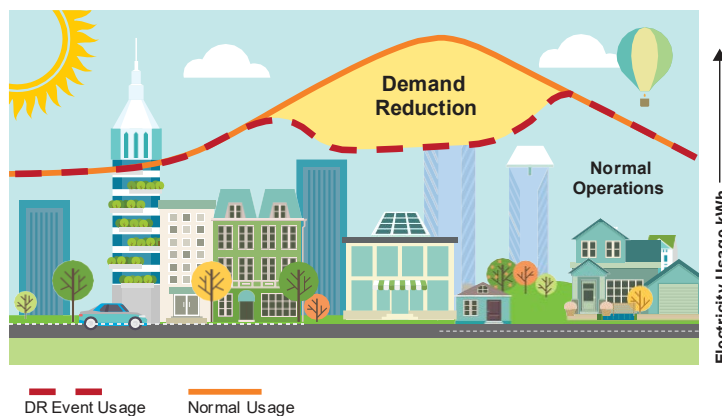 Demand
Reduction
Normal
Operations
Electricity Usage kWh
DR Event Usage
Normal Usage